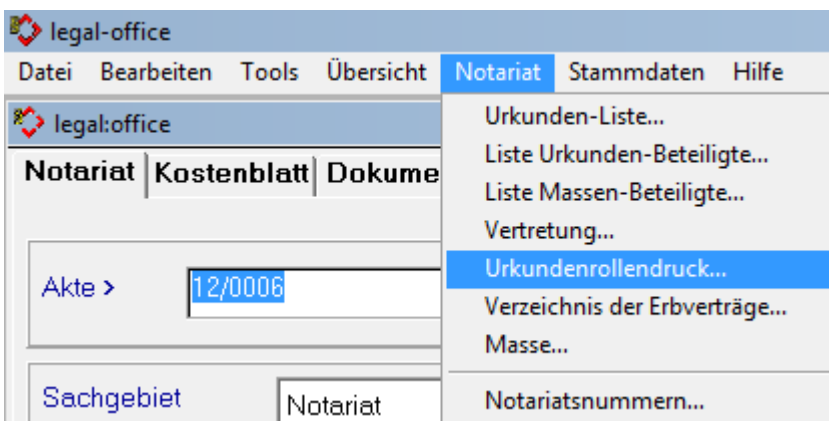 legal-office
Datei Bearbeiten Tools Übersicht Notariat Stammdaten Hilfe
legal:office
Notariat Kostenblatt Dokume
Akte > 12/0006
Sachgebiet Notariat
Urkunden-Liste...
Liste Urkunden-Beteiligte...
Liste Massen-Beteiligte...
Vertretung...
Urkundenrollendruck...
Verzeichnis der Erbverträge...
Masse...
Notariatsnummern...